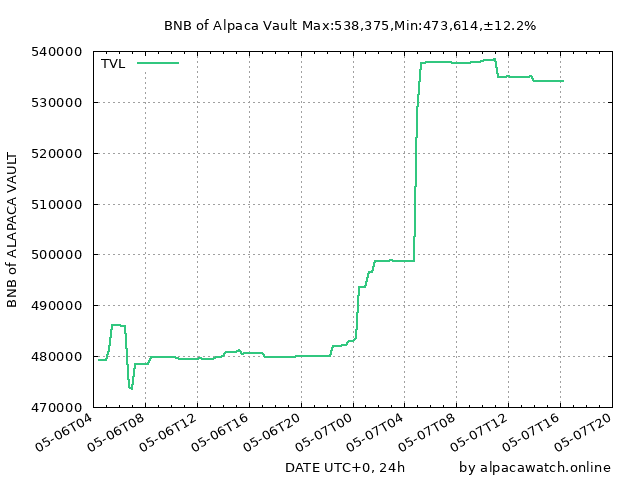 BNB of Alpaca Vault Max:538,375,Min:473,614,±12.2%
540000
TVL
530000
520000
510000
500000
490000
480000
470000
BNB of ALAPACA VAULT
05-06T04
05-06T08
05-06T12
05-06T16
05-06T20
05-07T00
05-07T04
05-07T08
05-07T12
05-07T16
05-07T20
DATE UTC+0, 24h
by alpacawatch.online